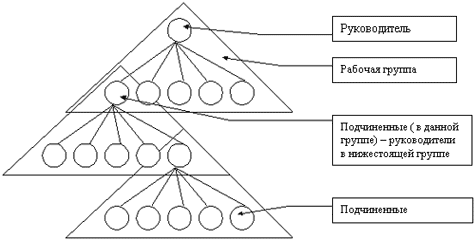 Руководитель
Рабочая группа
Подчиненные ( в данной
группе) – руководители
в нижестоящей группе
Подчиненные